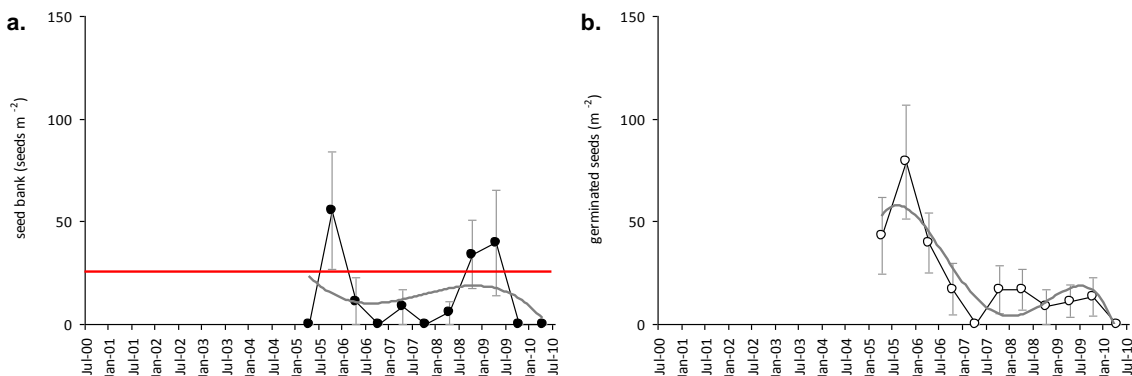 a.
seed bank (seeds m⁻²)
150
100
50
0
Jul-00
Jan-01
Jul-01
Jan-02
Jul-02
Jan-03
Jul-03
Jan-04
Jul-04
Jan-05
Jul-05
Jan-06
Jul-06
Jan-07
Jul-07
Jan-08
Jul-08
Jan-09
Jul-09
Jan-10
Jul-10
b.
germinated seeds (m⁻²)
150
100
50
0
Jul-00
Jan-01
Jul-01
Jan-02
Jul-02
Jan-03
Jul-03
Jan-04
Jul-04
Jan-05
Jul-05
Jan-06
Jul-06
Jan-07
Jul-07
Jan-08
Jul-08
Jan-09
Jul-09
Jan-10
Jul-10